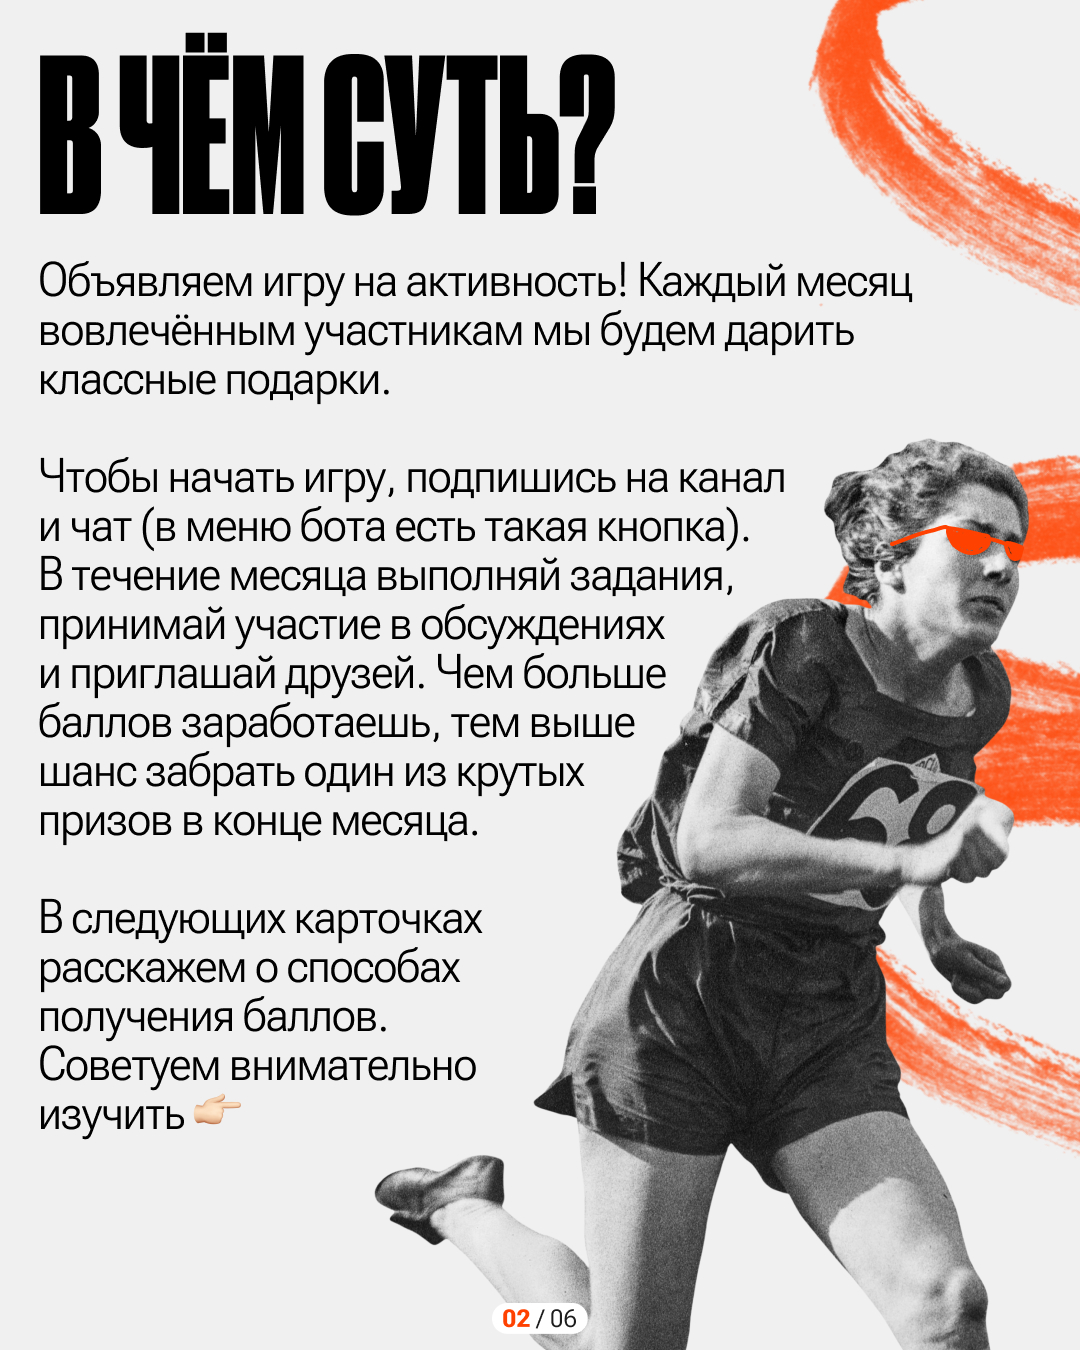 В ЧЁМ СУТЬ?
Объявляем игру на активность! Каждый месяц
вовлечённым участникам мы будем дарить
классные подарки.
Чтобы начать игру, подпишись на канал
и чат (в меню бота есть такая кнопка).
В течение месяца выполняй задания,
принимай участие в обсуждениях
и приглашай друзей. Чем больше
баллов заработаешь, тем выше
шанс забрать один из крутых
призов в конце месяца.
В следующих карточках
расскажем о способах
получения баллов.
Советуем внимательно
изучить 👉🏻
02 / 06